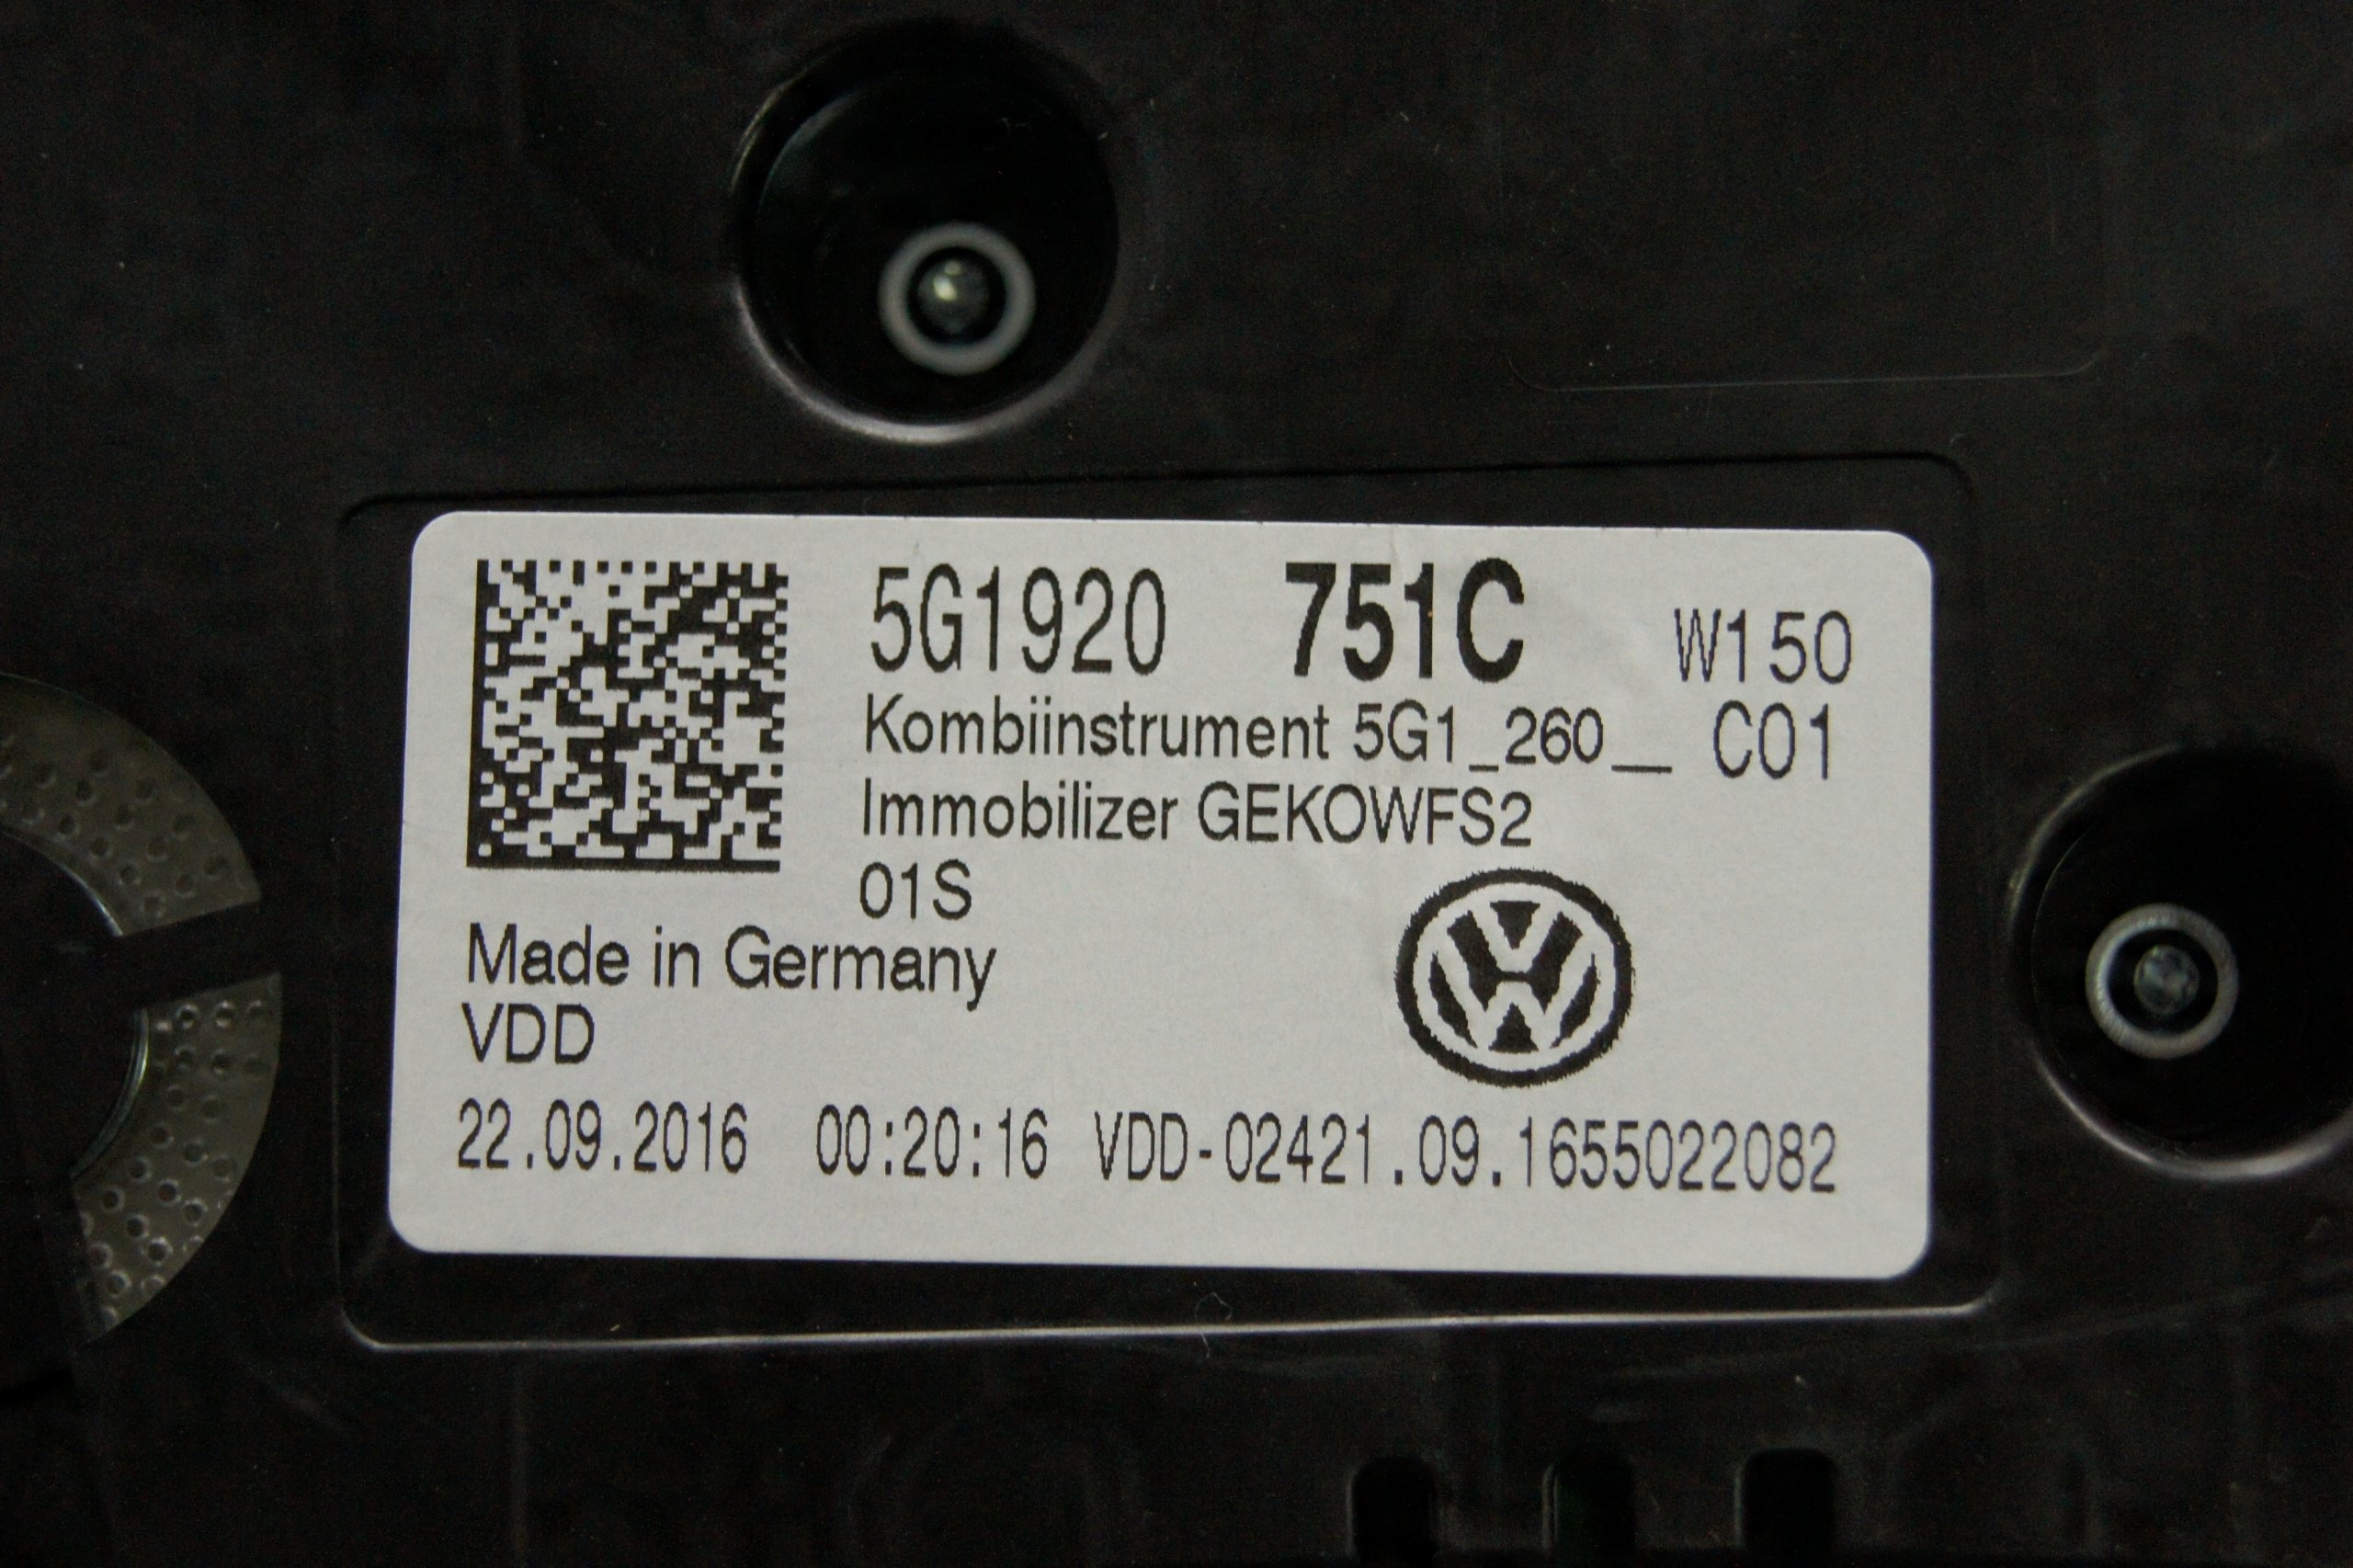 5G1920 751C W150
Kombiinstrument 5G1_260__ C01
Immobilizer GEKOWFS2
01S
Made in Germany
VDD
22.09.2016 00:20:16 VDD-02421.09.1655022082